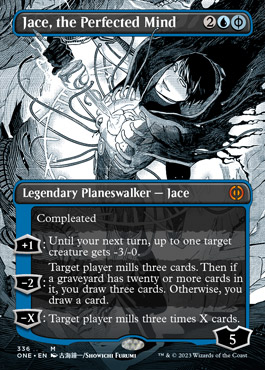 Jace, the Perfected Mind 2
Legendary Planeswalker — Jace
Compleated
+1 : Until your next turn, up to one target
creature gets -3/-0.
Target player mills three cards. Then if
-2 : a graveyard has twenty or more cards in
it, you draw three cards. Otherwise, you
draw a card.
-X : Target player mills three times X cards.
5
336 M
ONE • EN 古海鐘一/SHOWICHI FURUMI
™ & © 2023 Wizards of the Coast